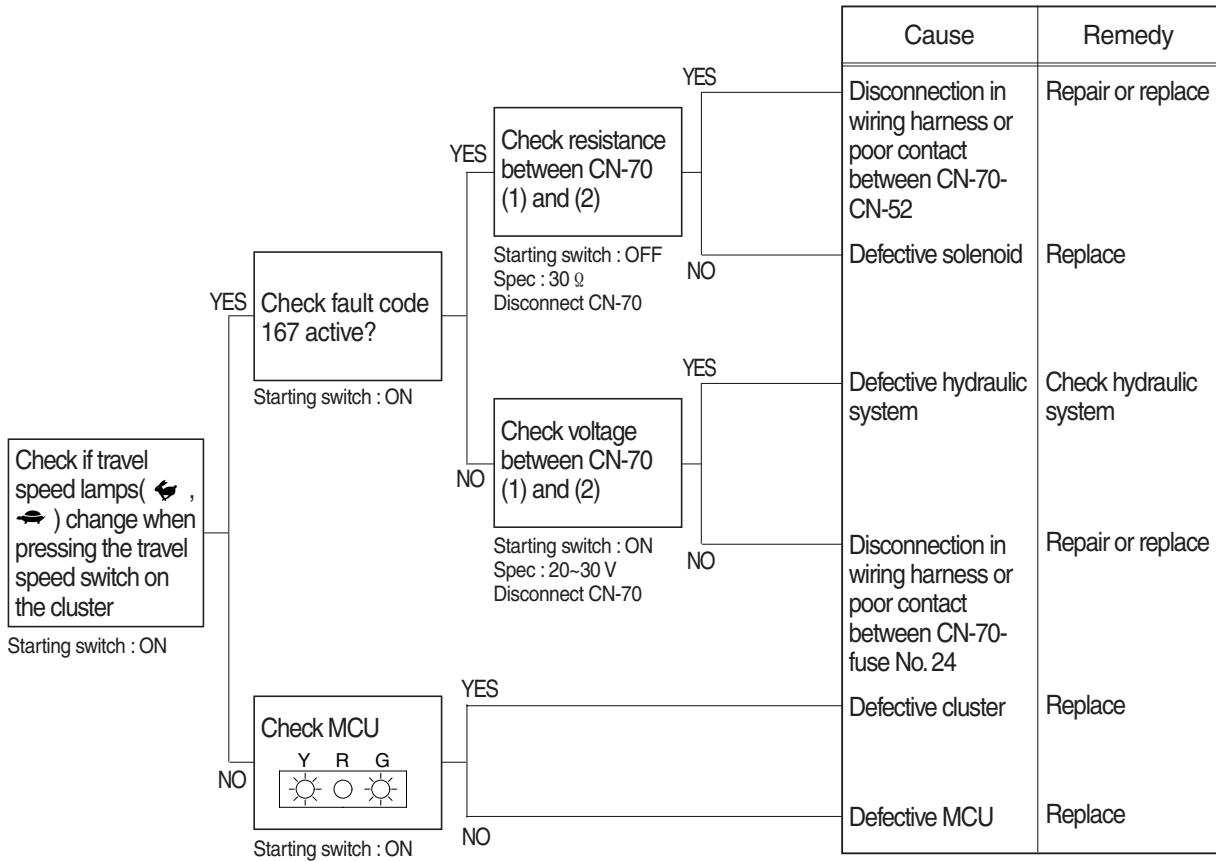 Cause
Remedy
YES
Disconnection in
wiring harness or
poor contact
between CN-70-
CN-52
Repair or replace
YES
Check resistance
between CN-70
(1) and (2)
Starting switch : OFF
Spec : 30 Ω
Disconnect CN-70
NO
Defective solenoid
Replace
YES
Check fault code
167 active?
Starting switch : ON
YES
Defective hydraulic
system
Check hydraulic
system
NO
Check voltage
between CN-70
(1) and (2)
Starting switch : ON
Spec : 20~30 V
Disconnect CN-70
NO
Disconnection in
wiring harness or
poor contact
between CN-70-
fuse No. 24
Repair or replace
Check if travel
speed lamps( ,
) change when
pressing the travel
speed switch on
the cluster
Starting switch : ON
NO
Check MCU
Y R G
Starting switch : ON
YES
Defective cluster
Replace
NO
Defective MCU
Replace